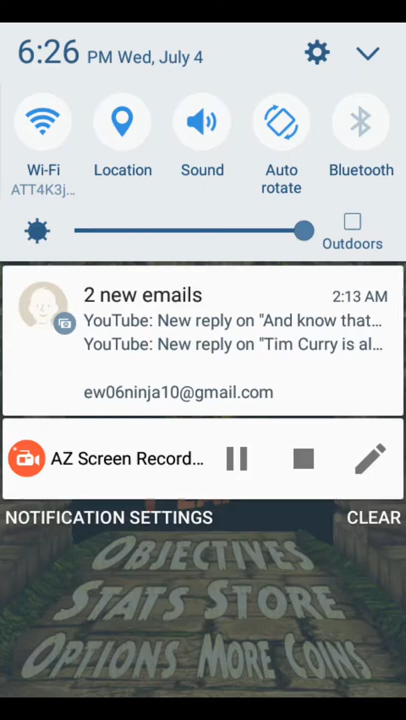 6:26 PM Wed, July 4
Wi-Fi
ATT4K3j...
Location
Sound
Auto
rotate
Bluetooth
Outdoors
2 new emails 2:13 AM
YouTube: New reply on "And know that...
YouTube: New reply on "Tim Curry is al...
ew06ninja10@gmail.com
AZ Screen Record...
NOTIFICATION SETTINGS CLEAR
OBJECTIVES
STATS STORE
OPTIONS MORE COINS